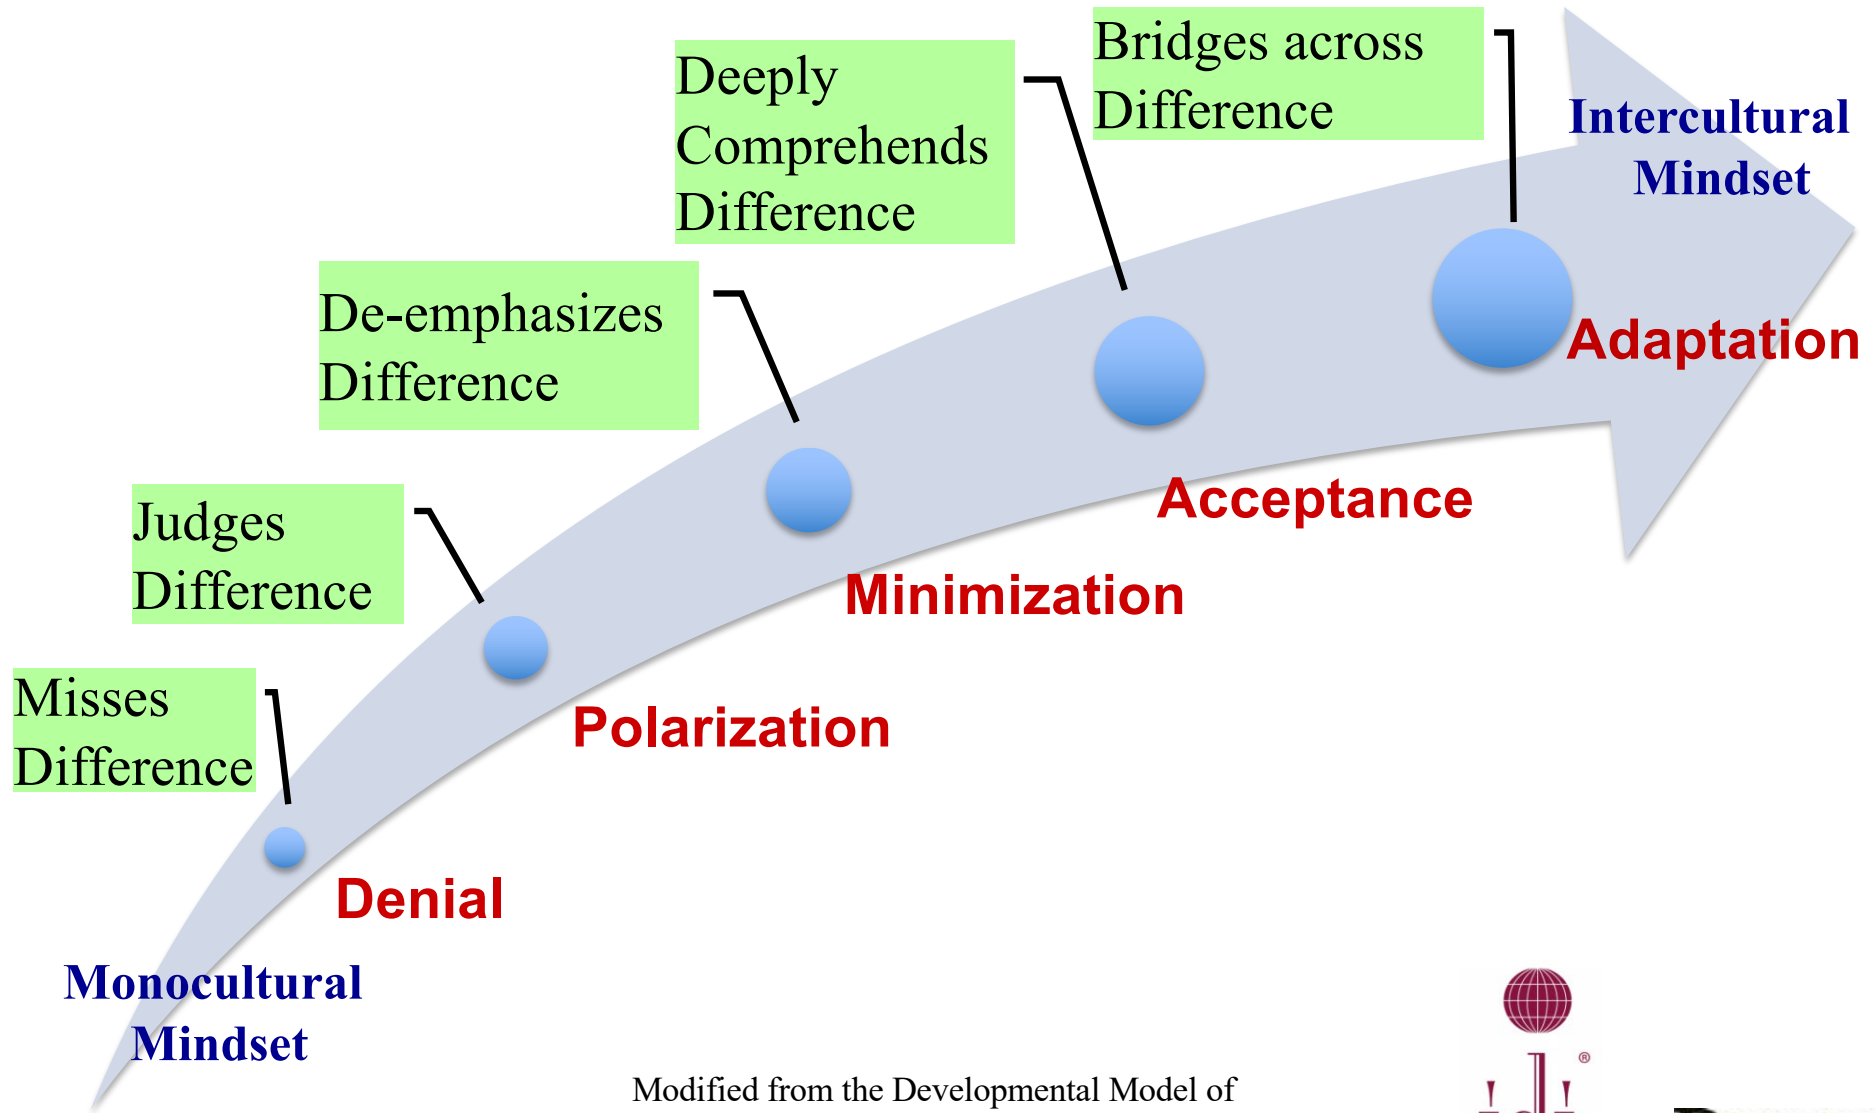 Bridges across
Difference
Intercultural
Mindset
Deeply
Comprehends
Difference
De-emphasizes
Difference
Adaptation
Acceptance
Judges
Difference
Minimization
Misses
Difference
Polarization
Denial
Monocultural
Mindset
Modified from the Developmental Model of
idi
®